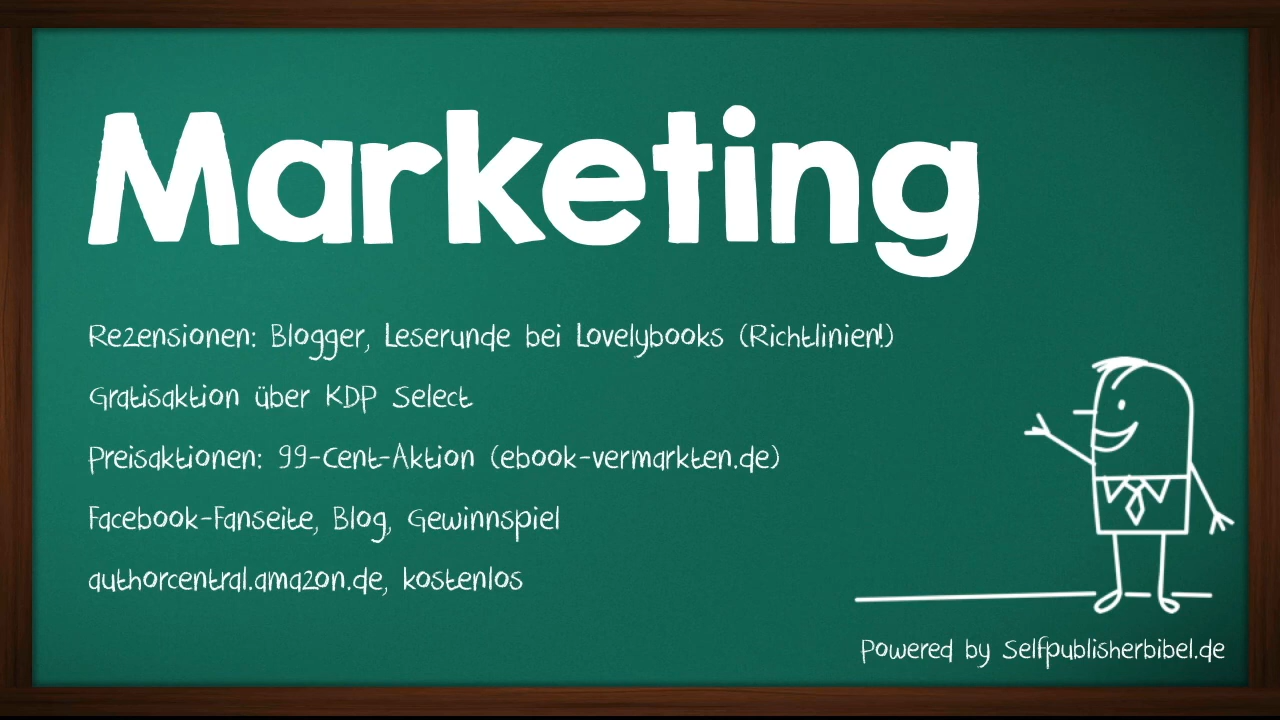 Marketing
Rezensionen: Blogger, Leserunde bei Lovelybooks (Richtlinien!)
Gratisaktion über KDP Select
Preisaktionen: 99-Cent-Aktion (ebook-vermarkten.de)
Facebook-Fanseite, Blog, Gewinnspiel
authorcentral.amazon.de, kostenlos
Powered by Selfpublisherbibel.de